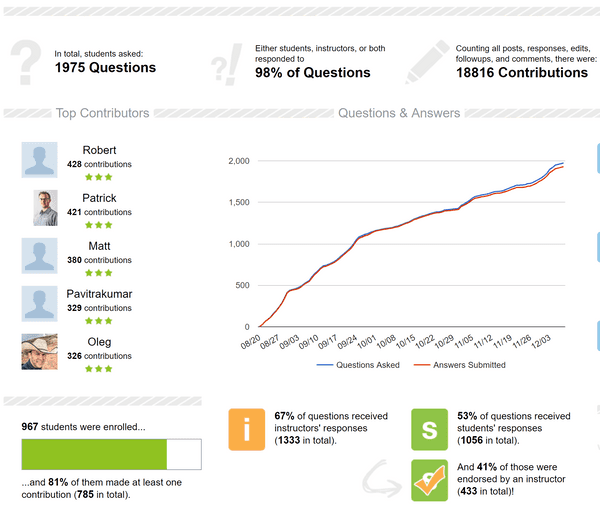 In total, students asked:
1975 Questions
Either students, instructors, or both
responded to
98% of Questions
Counting all posts, responses, edits,
followups, and comments, there were:
18816 Contributions
Top Contributors
Robert
428 contributions
Patrick
421 contributions
Matt
380 contributions
Pavitrakumar
329 contributions
Oleg
326 contributions
Questions & Answers
2,000
1,500
1,000
500
0
08/20
08/27
09/03
09/10
09/17
09/24
10/01
10/08
10/15
10/22
10/29
11/05
11/12
11/19
11/26
12/03
Questions Asked
Answers Submitted
967 students were enrolled...
...and 81% of them made at least one
contribution (785 in total).
i
67% of questions received
instructors' responses
(1333 in total).
s
53% of questions received
students' responses
(1056 in total).
s
And 41% of those were
endorsed by an instructor
(433 in total)!